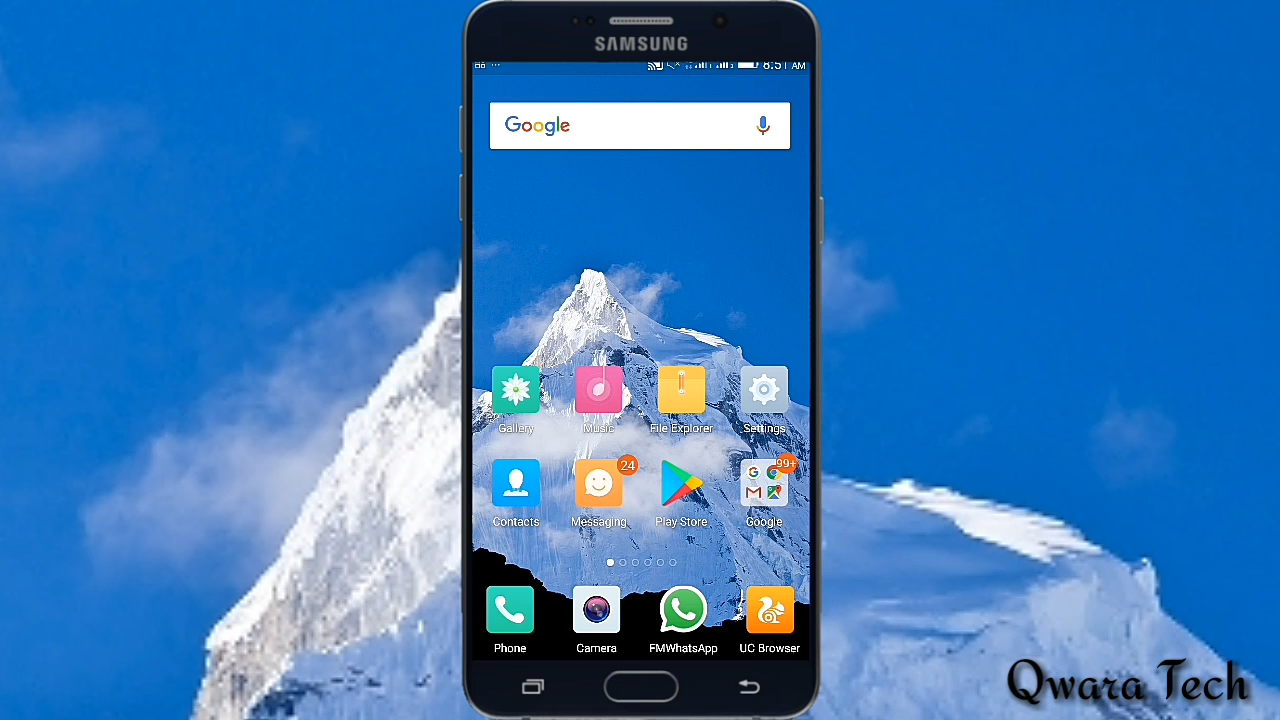 SAMSUNG
8:51 AM
Google
Gallery
Music
File Explorer
Settings
24
99+
Contacts
Messaging
Play Store
Google
Phone
Camera
FMWhatsApp
UC Browser
Qwara Tech